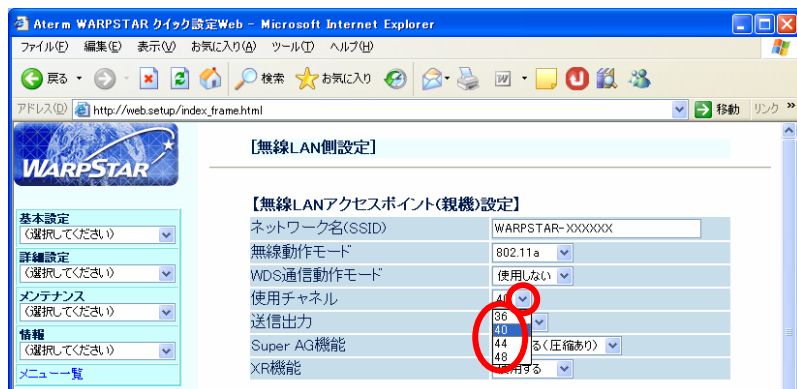 Aterm WARPSTAR クイック設定Web - Microsoft Internet Explorer
ファイル(F) 編集(E) 表示(V) お気に入り(A) ツール(T) ヘルプ(H)
戻る 検索 お気に入り
アドレス(D) http://web.setup/index_frame.html 移動 リンク »
WARPSTAR
[無線LAN側設定]
基本設定
(選択してください)
詳細設定
(選択してください)
メンテナンス
(選択してください)
情報
(選択してください)
メニュー一覧
【無線LANアクセスポイント(親機)設定】
ネットワーク名(SSID) WARPSTAR-XXXXXX
無線動作モード 802.11a
WDS通信動作モード 使用しない
使用チャネル 40
36
40
44
48
送信出力
Super AG機能 る(圧縮あり)
XR機能 使用する